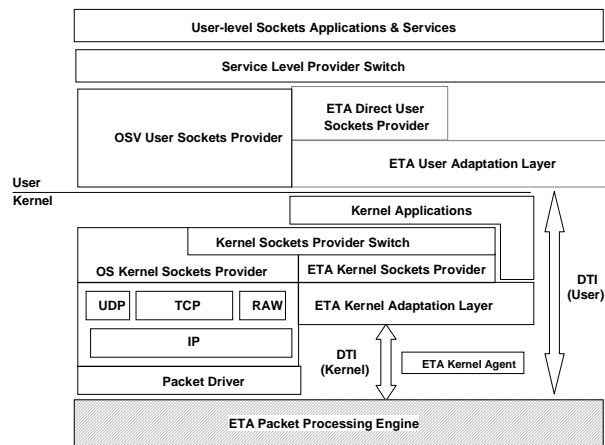 User-level Sockets Applications & Services
Service Level Provider Switch
ETA Direct User
Sockets Provider
OSV User Sockets Provider
ETA User Adaptation Layer
User
Kernel
Kernel Applications
Kernel Sockets Provider Switch
OS Kernel Sockets Provider
ETA Kernel Sockets Provider
DTI
(User)
UDP
TCP
RAW
ETA Kernel Adaptation Layer
IP
DTI
(Kernel)
ETA Kernel Agent
Packet Driver
ETA Packet Processing Engine